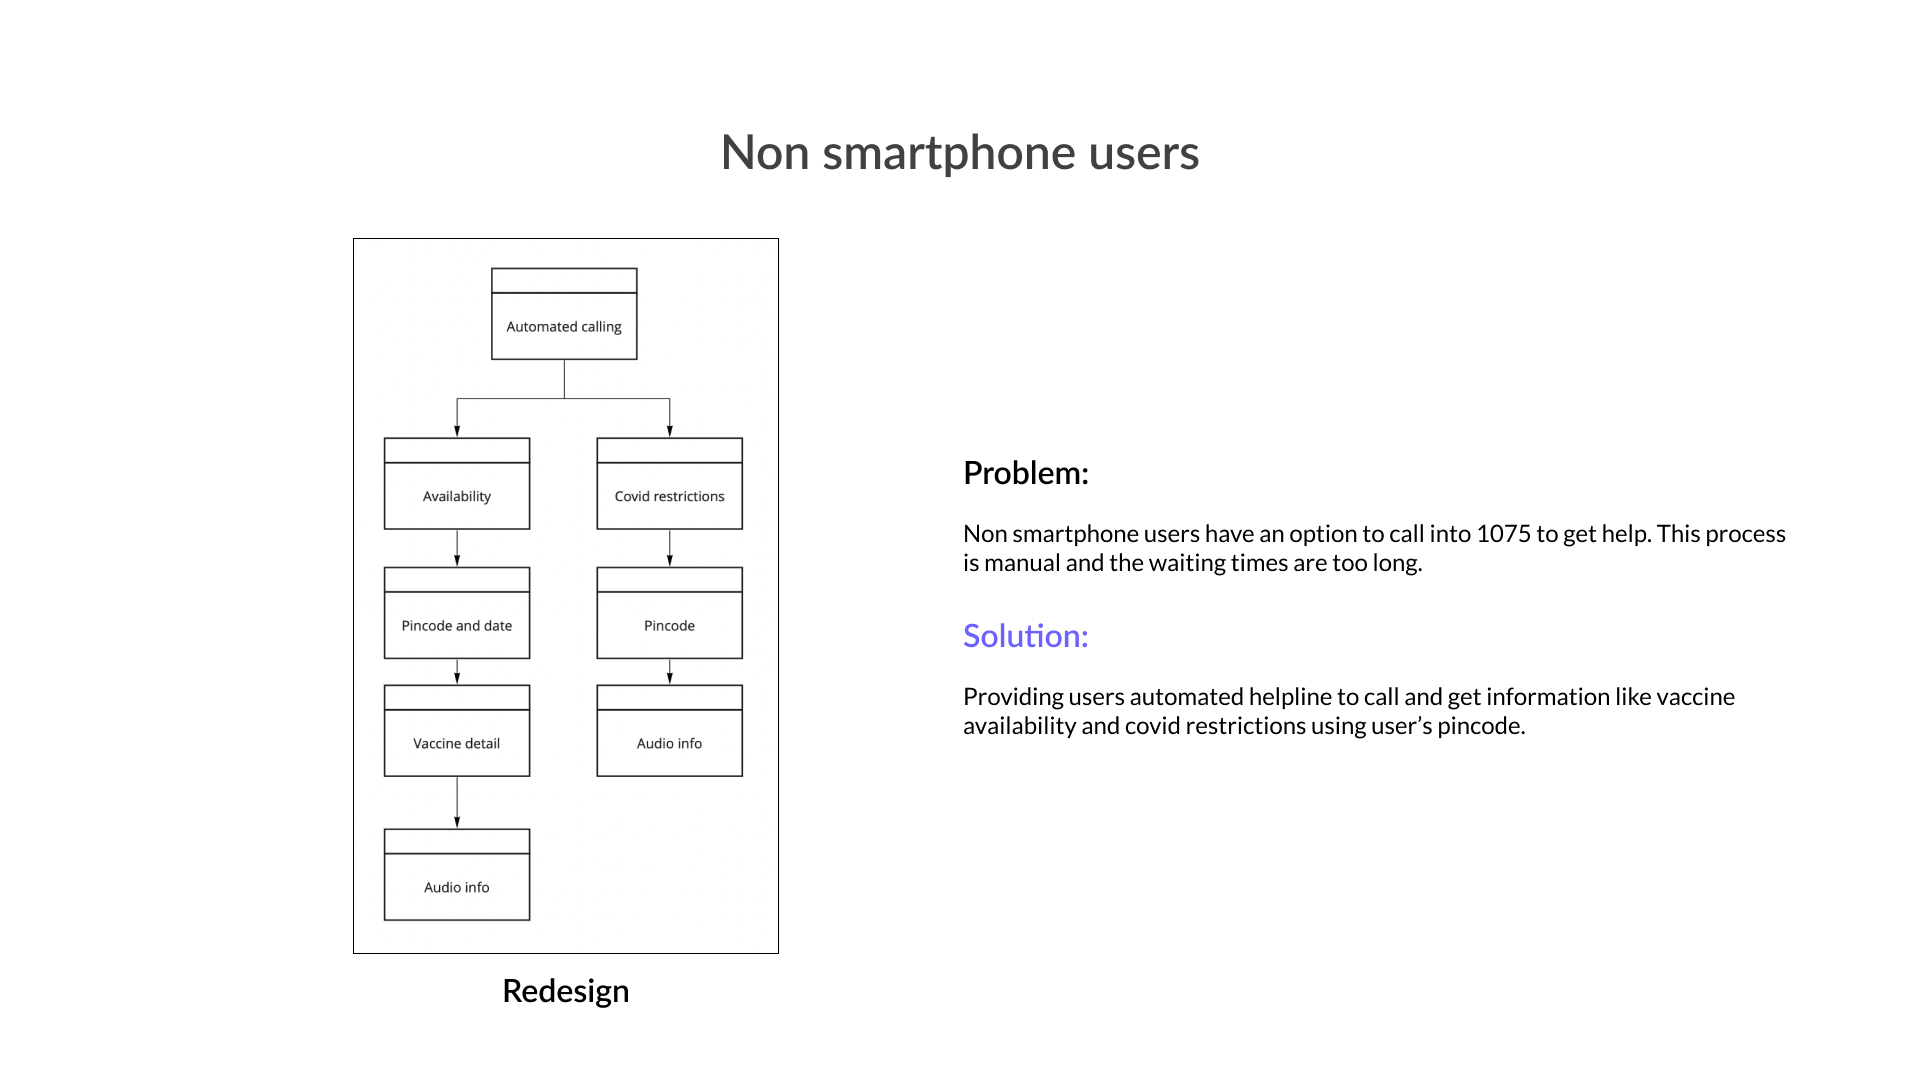 Non smartphone users
Automated calling
Availability
Covid restrictions
Pincode and date
Pincode
Vaccine detail
Audio info
Audio info
Redesign
Problem:
Non smartphone users have an option to call into 1075 to get help. This process
is manual and the waiting times are too long.
Solution:
Providing users automated helpline to call and get information like vaccine
availability and covid restrictions using user’s pincode.